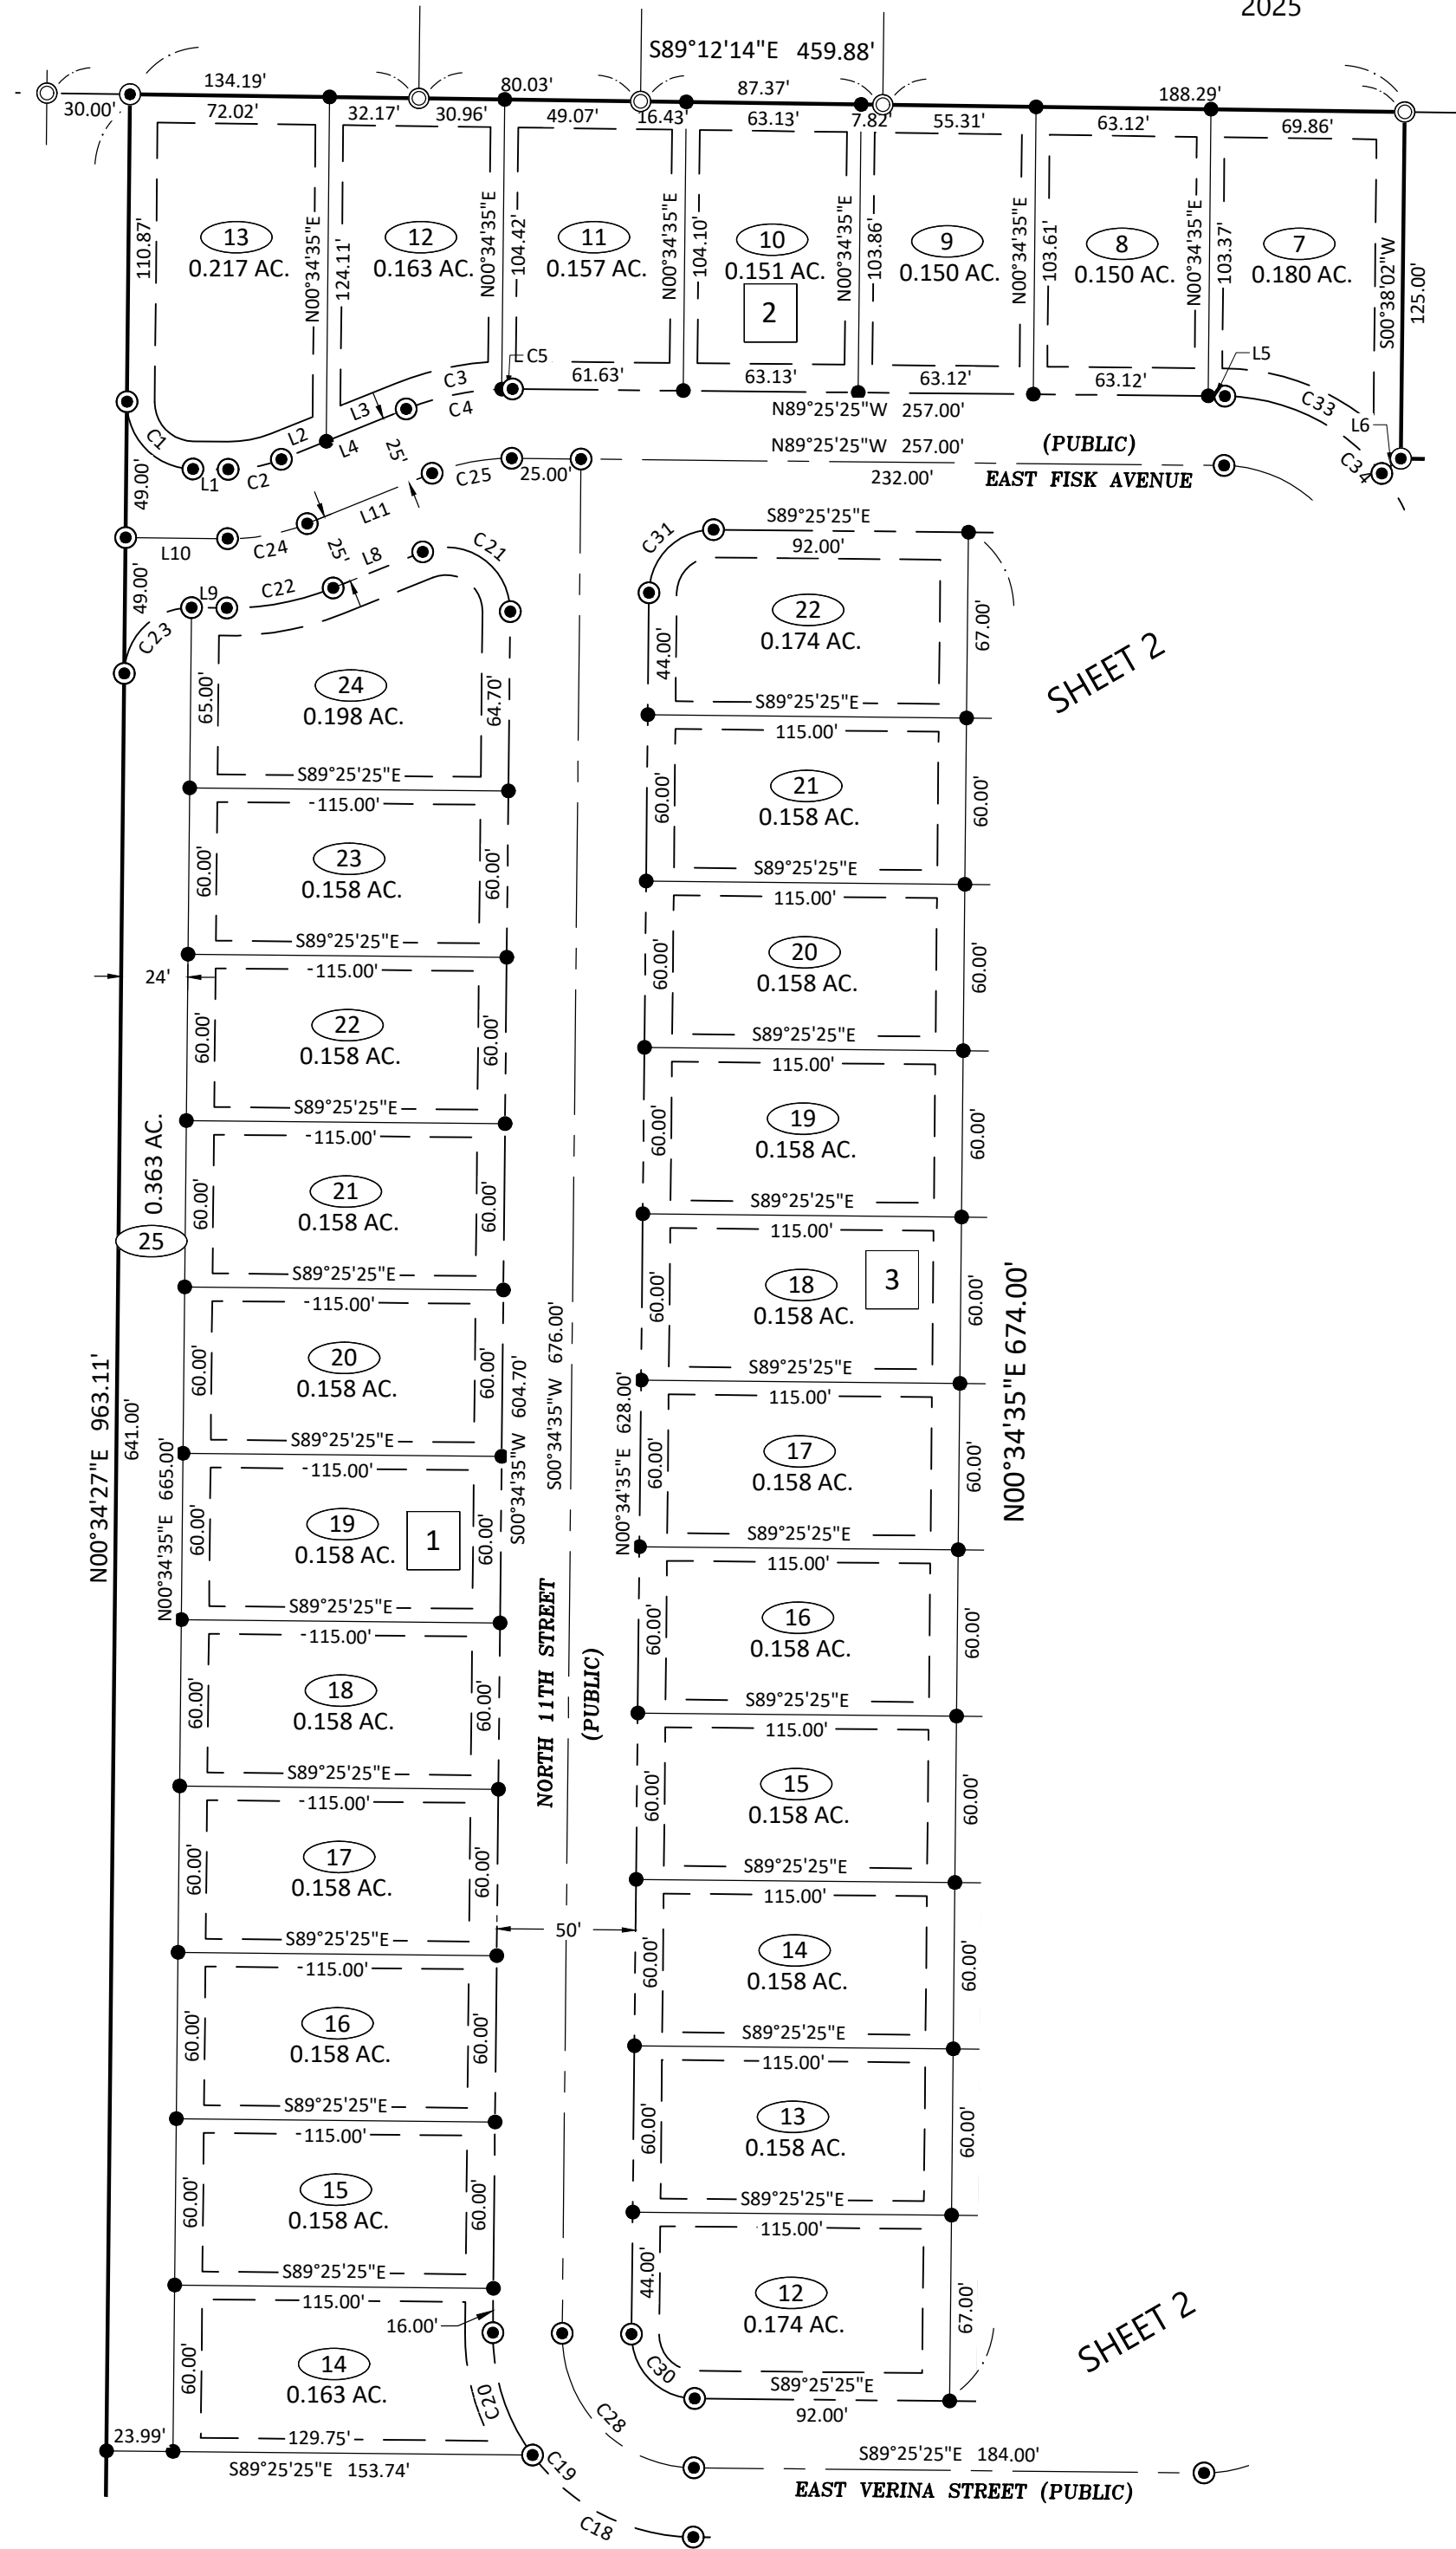 2025
S89°12'14"E 459.88'
134.19'
80.03'
87.37'
188.29'
30.00'
72.02'
32.17'
30.96'
49.07'
16.43'
63.13'
7.82'
55.31'
63.12'
69.86'
110.87'
13
0.217 AC.
N00°34'35"E
124.11'
12
0.163 AC.
N00°34'35"E
104.42'
11
0.157 AC.
N00°34'35"E
104.10'
10
0.151 AC.
2
N00°34'35"E
103.86'
9
0.150 AC.
N00°34'35"E
103.61'
8
0.150 AC.
N00°34'35"E
103.37'
7
0.180 AC.
S00°38'02"W
125.00'
C5
L5
C3
C4
61.63'
63.13'
63.12'
63.12'
C33
L3
N89°25'25"W 257.00'
L6
C1
L2
L4
25'
N89°25'25"W 257.00'
(PUBLIC)
C34
49.00'
L1
C2
C25
25.00'
232.00'
EAST FISK AVENUE
L11
C24
L10
25'
L8
C21
C31
S89°25'25"E
92.00'
49.00'
L9
C22
C23
22
0.174 AC.
44.00'
67.00'
SHEET 2
24
0.198 AC.
65.00'
64.70'
S89°25'25"E
115.00'
S89°25'25"E
115.00'
21
0.158 AC.
60.00'
60.00'
23
0.158 AC.
60.00'
60.00'
S89°25'25"E
115.00'
S89°25'25"E
115.00'
24'
20
0.158 AC.
60.00'
60.00'
22
0.158 AC.
60.00'
60.00'
S89°25'25"E
115.00'
S89°25'25"E
115.00'
19
0.158 AC.
60.00'
60.00'
0.363 AC.
25
21
0.158 AC.
60.00'
60.00'
S89°25'25"E
115.00'
S89°25'25"E
115.00'
18
0.158 AC.
3
60.00'
60.00'
N00°34'35"E 674.00'
20
0.158 AC.
60.00'
60.00'
N00°34'27"E 963.11'
641.00'
N00°34'35"E 665.00'
S00°34'35"W 604.70'
S00°34'35"W 676.00'
N00°34'35"E 628.00'
S89°25'25"E
115.00'
S89°25'25"E
115.00'
17
0.158 AC.
60.00'
60.00'
19
0.158 AC.
1
60.00'
60.00'
S89°25'25"E
115.00'
S89°25'25"E
115.00'
NORTH 11TH STREET
(PUBLIC)
16
0.158 AC.
60.00'
60.00'
18
0.158 AC.
60.00'
60.00'
S89°25'25"E
115.00'
S89°25'25"E
115.00'
15
0.158 AC.
60.00'
60.00'
17
0.158 AC.
60.00'
60.00'
S89°25'25"E
115.00'
50'
S89°25'25"E
115.00'
14
0.158 AC.
60.00'
60.00'
16
0.158 AC.
60.00'
60.00'
S89°25'25"E
115.00'
S89°25'25"E
115.00'
13
0.158 AC.
60.00'
60.00'
15
0.158 AC.
60.00'
60.00'
S89°25'25"E
115.00'
S89°25'25"E
115.00'
16.00'
12
0.174 AC.
44.00'
67.00'
SHEET 2
14
0.163 AC.
60.00'
C20
C30
S89°25'25"E
92.00'
23.99'
129.75'
S89°25'25"E 153.74'
C28
C19
C18
S89°25'25"E 184.00'
EAST VERINA STREET (PUBLIC)